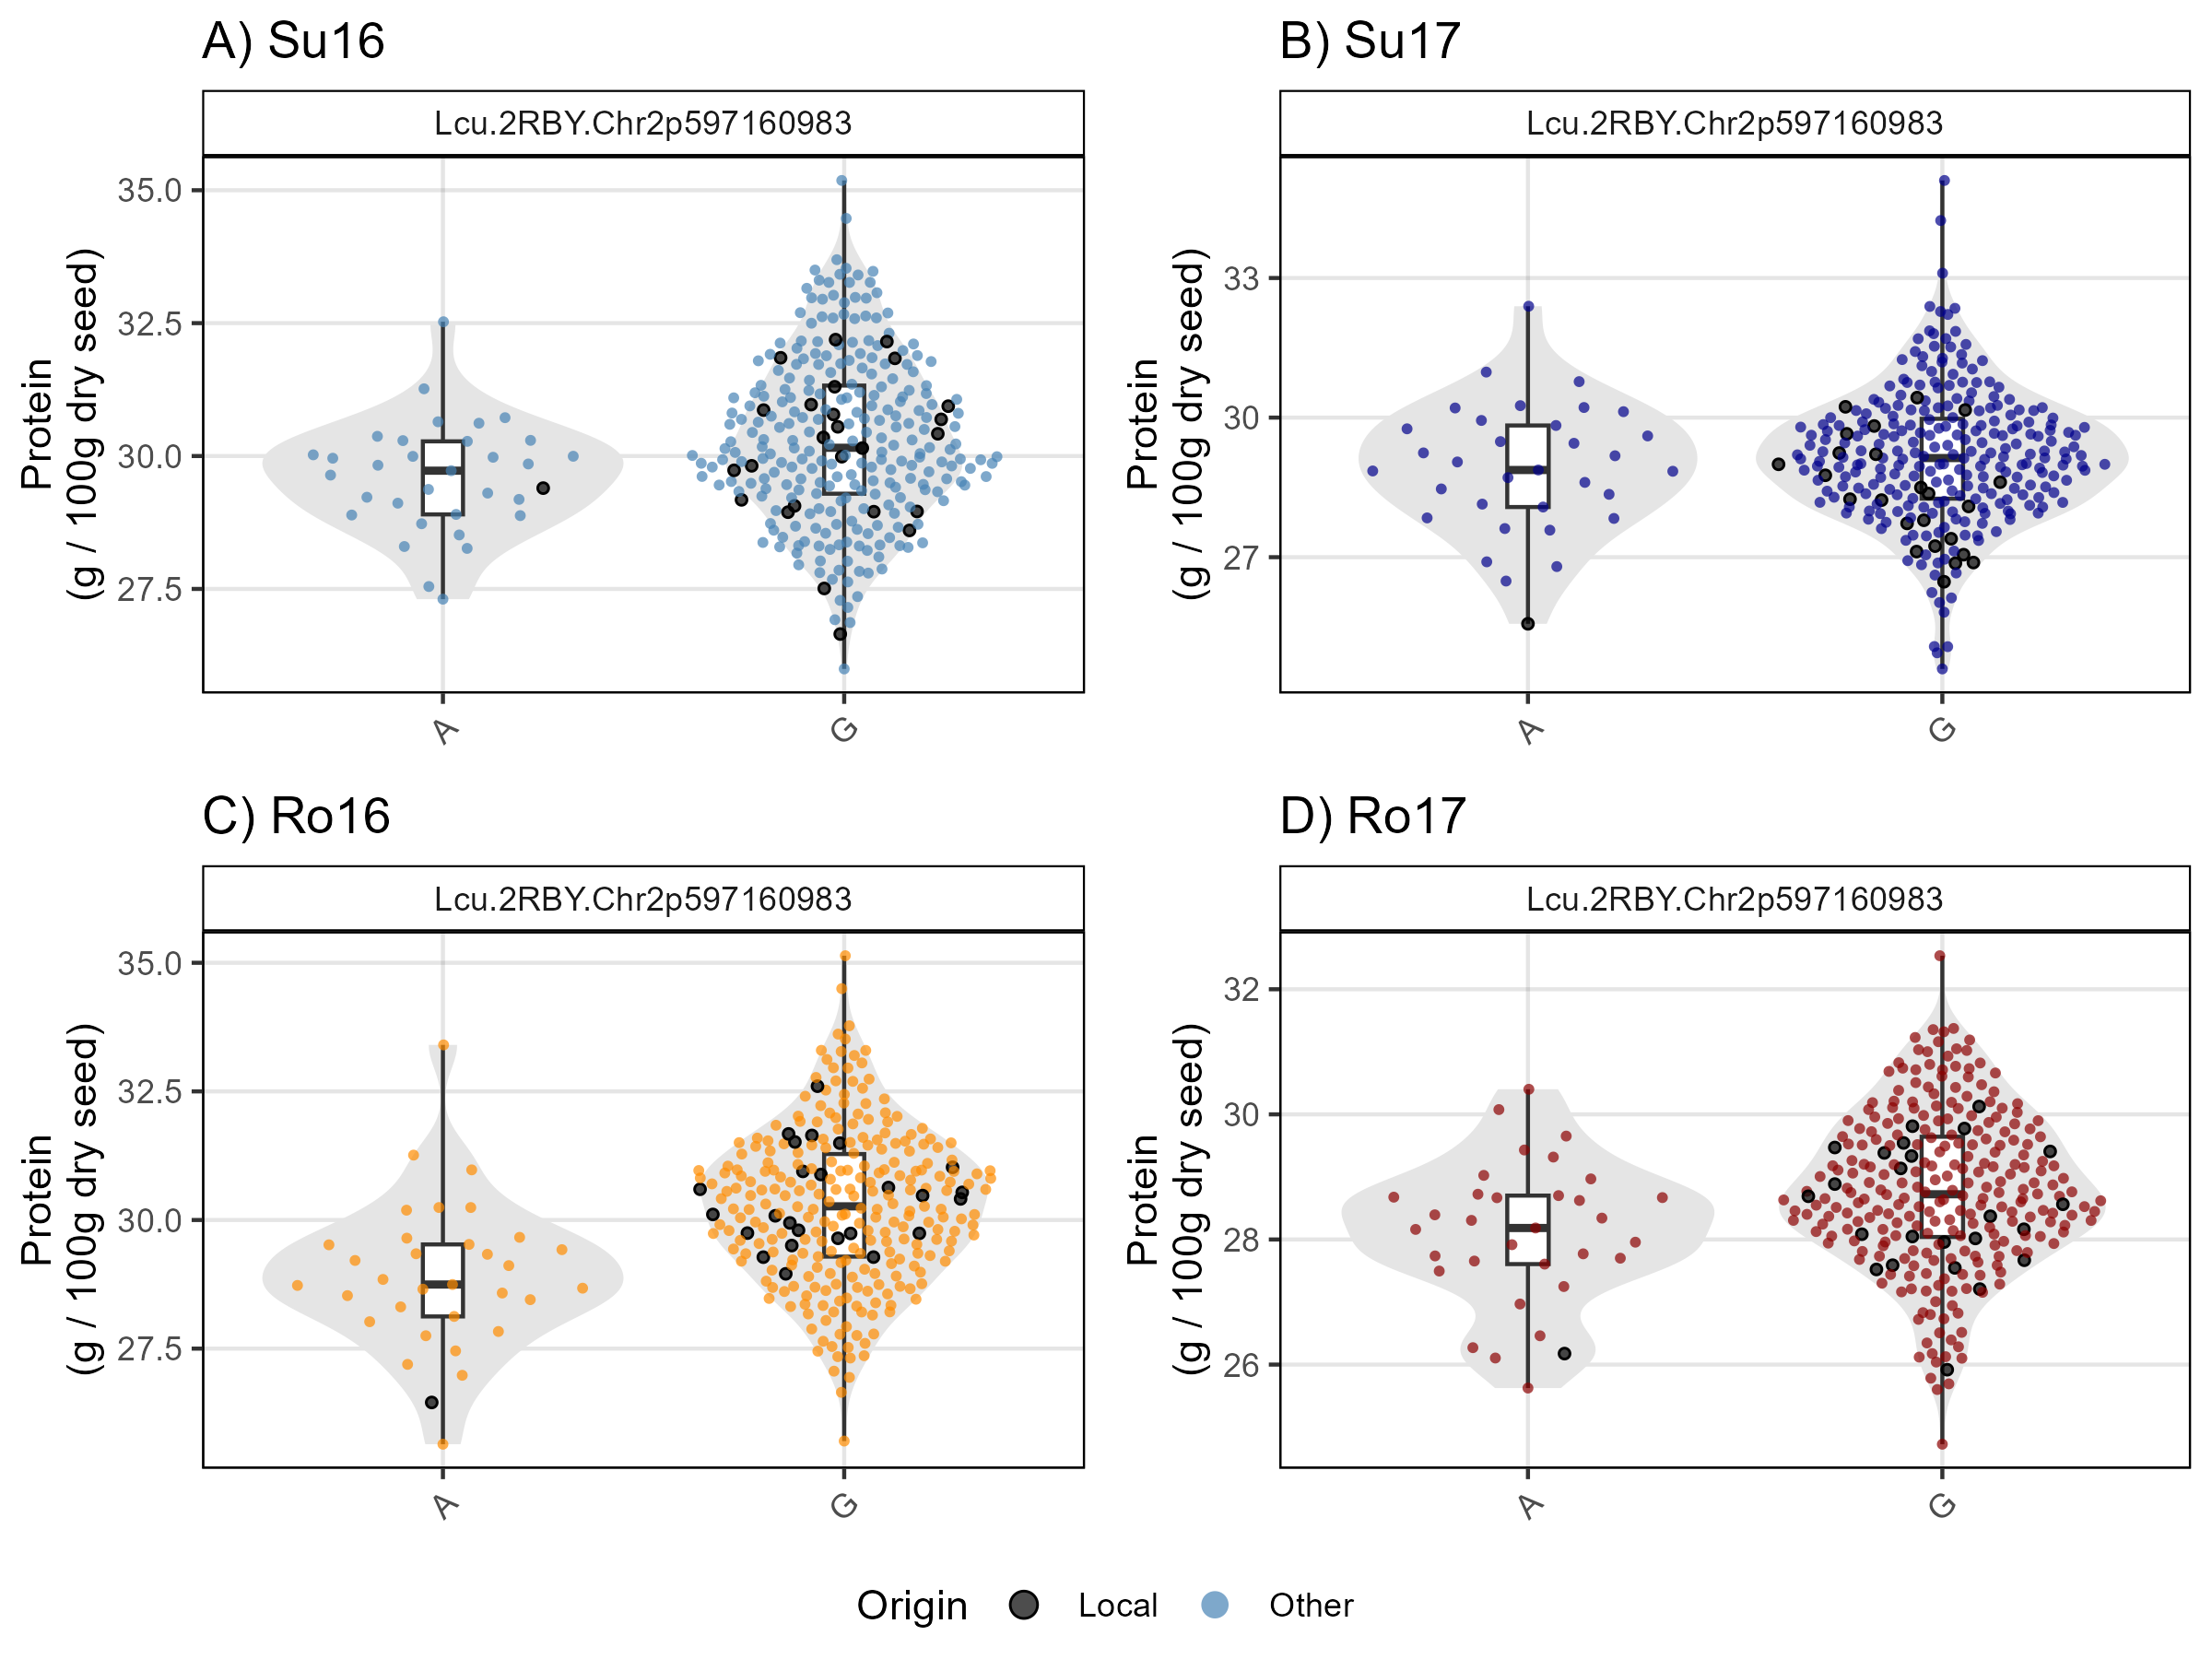 A) Su16
Lcu.2RBY.Chr2p597160983
Protein
(g / 100g dry seed)
35.0
32.5
30.0
27.5
A
G
B) Su17
Lcu.2RBY.Chr2p597160983
Protein
(g / 100g dry seed)
33
30
27
A
G
C) Ro16
Lcu.2RBY.Chr2p597160983
Protein
(g / 100g dry seed)
35.0
32.5
30.0
27.5
A
G
D) Ro17
Lcu.2RBY.Chr2p597160983
Protein
(g / 100g dry seed)
32
30
28
26
A
G
Origin Local Other